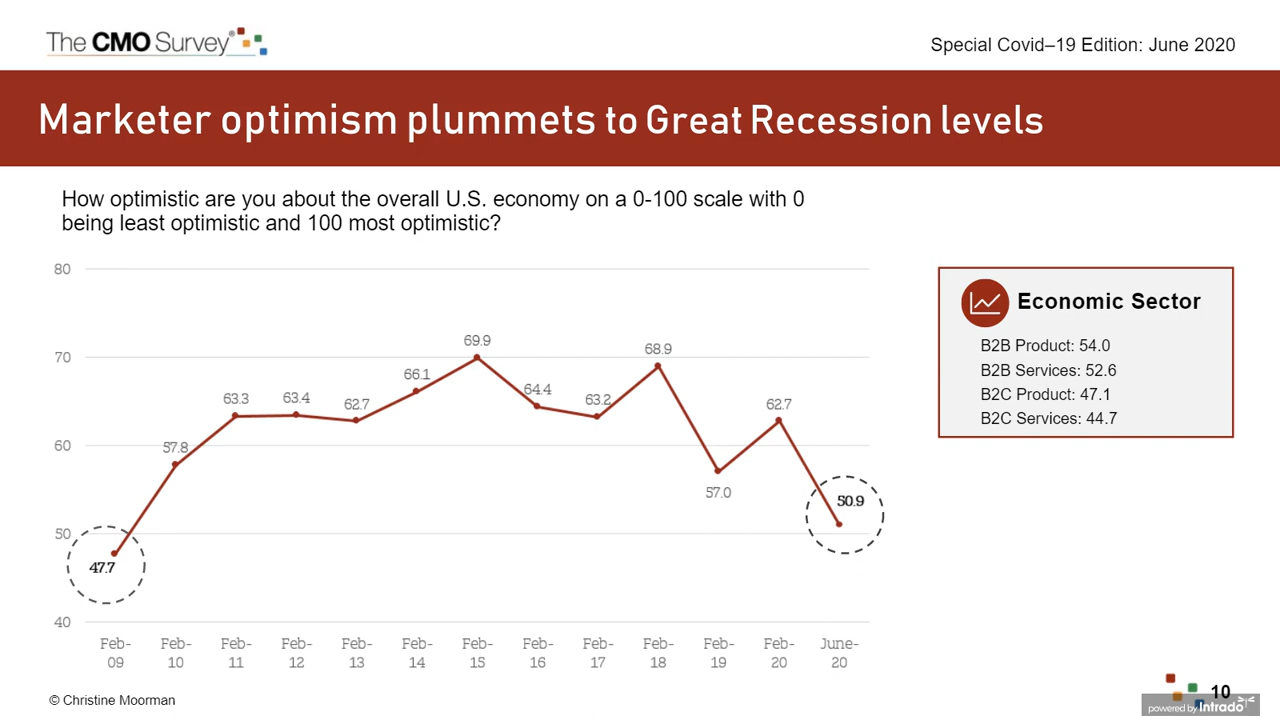 The CMO Survey®
Special Covid–19 Edition: June 2020
Marketer optimism plummets to Great Recession levels
How optimistic are you about the overall U.S. economy on a 0-100 scale with 0
being least optimistic and 100 most optimistic?
80
70
60
50
40
47.7
57.8
63.3
63.4
62.7
66.1
69.9
64.4
63.2
68.9
57.0
62.7
50.9
Feb-
09
Feb-
10
Feb-
11
Feb-
12
Feb-
13
Feb-
14
Feb-
15
Feb-
16
Feb-
17
Feb-
18
Feb-
19
Feb-
20
June-
20
Economic Sector
B2B Product: 54.0
B2B Services: 52.6
B2C Product: 47.1
B2C Services: 44.7
© Christine Moorman
10
powered by Intrado